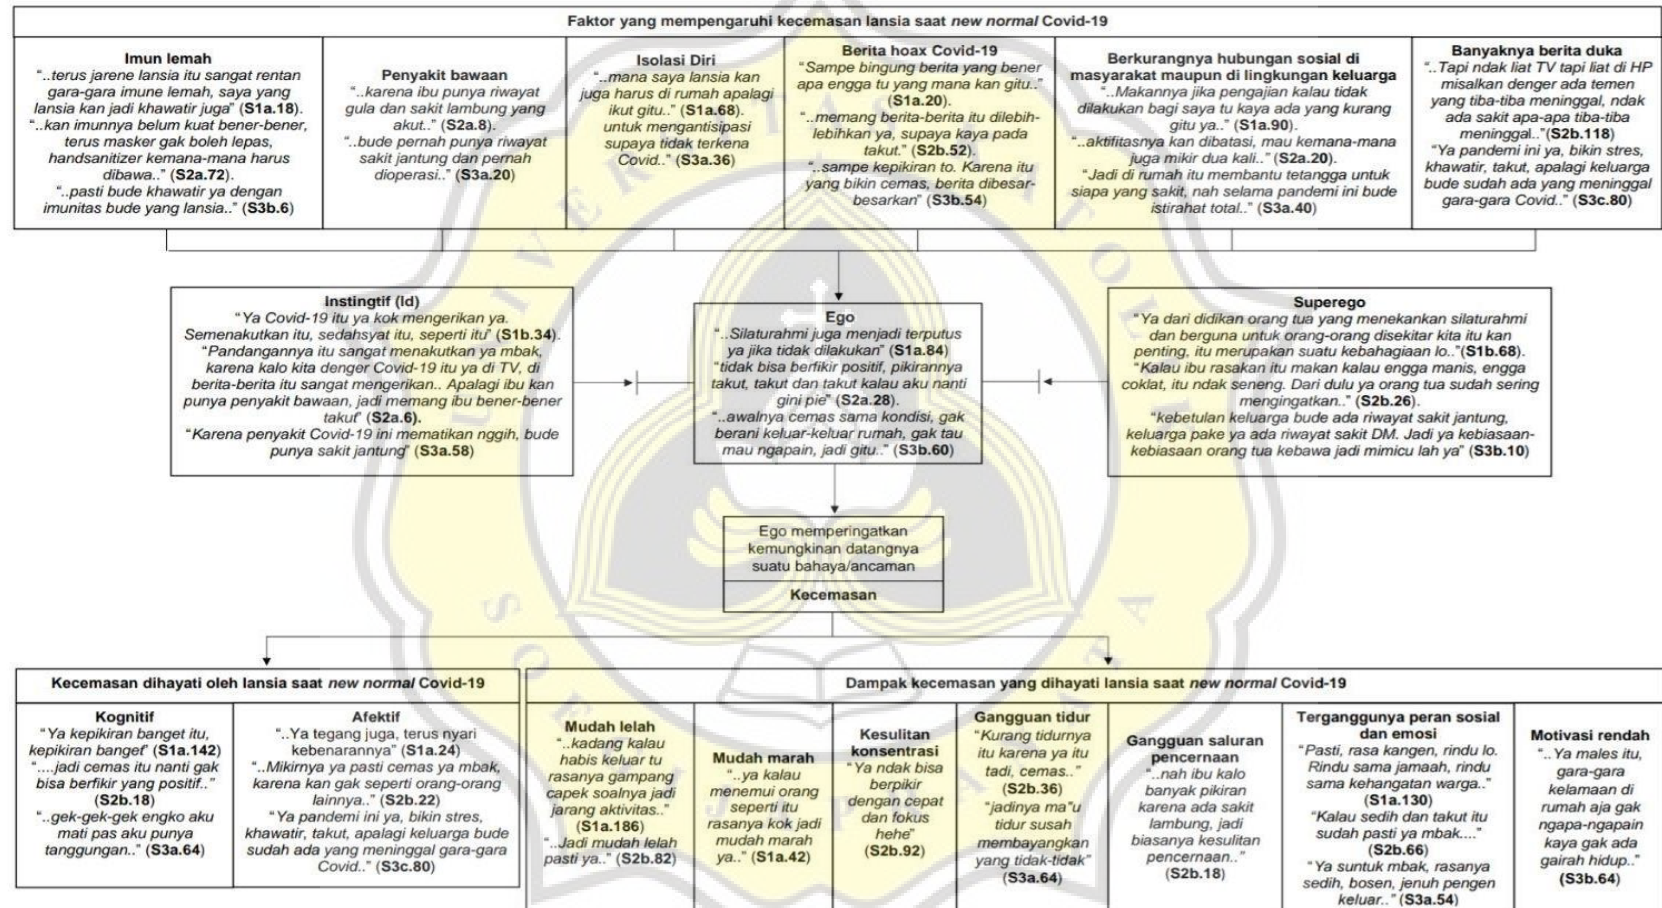 Faktor yang mempengaruhi kecemasan lansia saat new normal Covid-19
Imun lemah
“..terus jarene lansia itu sangat rentan
gara-gara imune lemah, saya yang
lansia kan jadi khawatir juga” (S1a.18).
“..kan imunnya belum kuat bener-bener,
terus masker gak boleh lepas,
handsanitizer kemana-mana harus
dibawa..” (S2a.72).
“..pasti bude khawatir ya dengan
imunitas bude yang lansia..” (S3b.6)
Penyakit bawaan
“..karena ibu punya riwayat
gula dan sakit lambung yang
akut..” (S2a.8).
“..bude pernah punya riwayat
sakit jantung dan pernah
dioperasi..” (S3a.20)
Isolasi Diri
“..mana saya lansia kan
juga harus di rumah apalagi
ikut gitu..” (S1a.68).
untuk mengantisipasi
supaya tidak terkena
Covid..” (S3a.36)
Berita hoax Covid-19
“Sampe bingung berita yang bener
apa engga tu yang mana kan gitu..”
(S1a.20).
“..memang berita-berita itu dilebih-
lebihkan ya, supaya kaya pada
takut.” (S2b.52).
“..sampe kepikiran to. Karena itu
yang bikin cemas, berita dibesar-
besarkan” (S3b.54)
Berkurangnya hubungan sosial di
masyarakat maupun di lingkungan keluarga
“..Makannya jika pengajian kalau tidak
dilakukan bagi saya tu kaya ada yang kurang
gitu ya..” (S1a.90).
“..aktifitasnya kan dibatasi, mau kemana-mana
juga mikir dua kali..” (S2a.20).
“Jadi di rumah itu membantu tetangga untuk
siapa yang sakit, nah selama pandemi ini bude
istirahat total..” (S3a.40)
Banyaknya berita duka
“..Tapi ndak liat TV tapi liat di HP
misalkan denger ada temen
yang tiba-tiba meninggal, ndak
ada sakit apa-apa tiba-tiba
meninggal..”(S2b.118)
“Ya pandemi ini ya, bikin stres,
khawatir, takut, apalagi keluarga
bude sudah ada yang meninggal
gara-gara Covid..” (S3c.80)
Instingtif (Id)
“Ya Covid-19 itu ya kok mengerikan ya.
Semenakutkan itu, sedahsyat itu, seperti itu” (S1b.34).
“Pandangannya itu sangat menakutkan ya mbak,
karena kalo kita denger Covid-19 itu ya di TV, di
berita-berita itu sangat mengerikan.. Apalagi ibu kan
punya penyakit bawaan, jadi memang ibu bener-bener
takut” (S2a.6).
“Karena penyakit Covid-19 ini mematikan nggih, bude
punya sakit jantung” (S3a.58)
Ego
“..Silaturahmi juga menjadi terputus
ya jika tidak dilakukan” (S1a.84)
“tidak bisa berfikir positif, pikirannya
takut, takut dan takut kalau aku nanti
gini pie” (S2a.28).
“..awalnya cemas sama kondisi, gak
berani keluar-keluar rumah, gak tau
mau ngapain, jadi gitu..” (S3b.60)
Superego
“Ya dari didikan orang tua yang menekankan silaturahmi
dan berguna untuk orang-orang disekitar kita itu kan
penting, itu merupakan suatu kebahagiaan lo..”(S1b.68).
“Kalau ibu rasakan itu makan kalau engga manis, engga
coklat, itu ndak seneng. Dari dulu ya orang tua sudah sering
mengingatkan..” (S2b.26).
“kebetulan keluarga bude ada riwayat sakit jantung,
keluarga pake ya ada riwayat sakit DM. Jadi ya kebiasaan-
kebiasaan orang tua kebawa jadi mimicu lah ya” (S3b.10)
Ego memperingatkan
kemungkinan datangnya
suatu bahaya/ancaman
Kecemasan
Kecemasan dihayati oleh lansia saat new normal Covid-19
Kognitif
“Ya kepikiran banget itu,
kepikiran banget” (S1a.142)
“....jadi cemas itu nanti gak
bisa berfikir yang positif..”
(S2b.18)
“..gek-gek-gek engko aku
mati pas aku punya
tanggungan..” (S3a.64)
Afektif
“..Ya tegang juga, terus nyari
kebenarannya” (S1a.24)
“..Mikirnya ya pasti cemas ya mbak,
karena kan gak seperti orang-orang
lainnya..” (S2b.22)
“Ya pandemi ini ya, bikin stres,
khawatir, takut, apalagi keluarga bude
sudah ada yang meninggal gara-gara
Covid..” (S3c.80)
Dampak kecemasan yang dihayati lansia saat new normal Covid-19
Mudah lelah
“..kadang kalau
habis keluar tu
rasanya gampang
capek soalnya jadi
jarang aktivitas..”
(S1a.186)
“..Jadi mudah lelah
pasti ya..” (S2b.82)
Mudah marah
“..ya kalau
menemui orang
seperti itu
rasanya kok jadi
mudah marah
ya..” (S1a.42)
Kesulitan
konsentrasi
“Ya ndak bisa
berpikir
dengan cepat
dan fokus
hehe”
(S2b.92)
Gangguan tidur
“Kurang tidurnya
itu karena ya itu
tadi, cemas..”
(S2b.36)
“jadinya ma”u
tidur susah
membayangkan
yang tidak-tidak”
(S3a.64)
Gangguan saluran
pencernaan
“..nah ibu kalo
banyak pikiran
karena ada sakit
lambung, jadi
biasanya kesulitan
pencernaan..”
(S2b.18)
Terganggunya peran sosial
dan emosi
“Pasti, rasa kangen, rindu lo.
Rindu sama jamaah, rindu
sama kehangatan warga..”
(S1a.130)
“Kalau sedih dan takut itu
sudah pasti ya mbak....”
(S2b.66)
“Ya suntuk mbak, rasanya
sedih, bosen, jenuh pengen
keluar..” (S3a.54)
Motivasi rendah
“..Ya males itu,
gara-gara
kelamaan di
rumah aja gak
ngapa-ngapain
kaya gak ada
gairah hidup..”
(S3b.64)